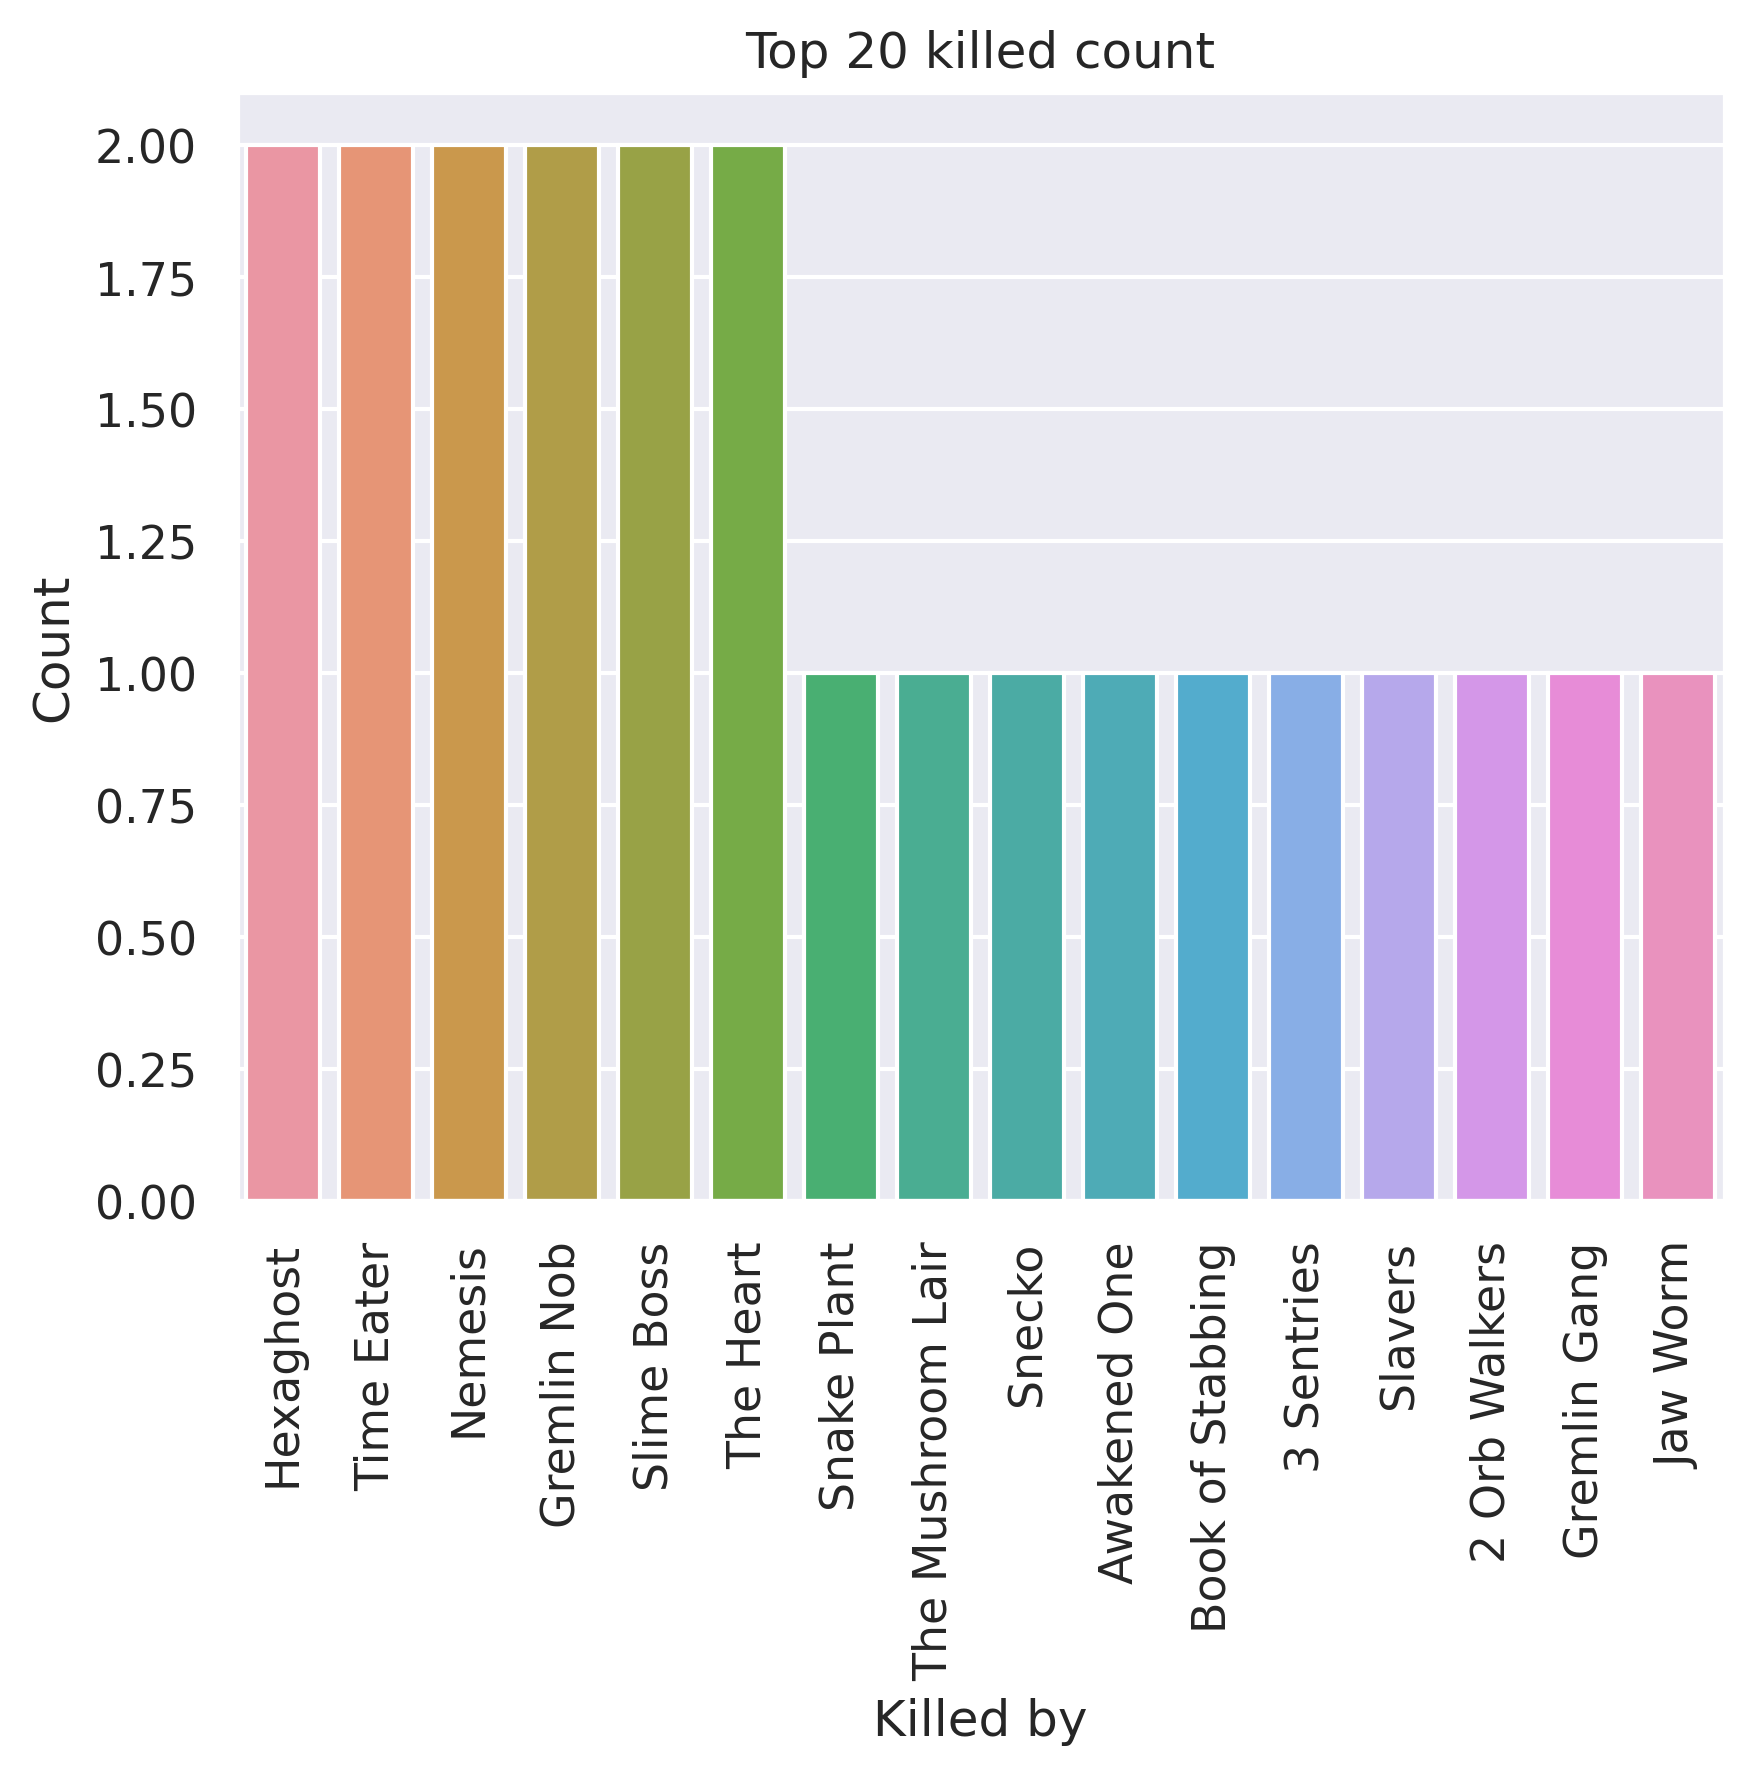 Top 20 killed count
2.00
1.75
1.50
1.25
1.00
0.75
0.50
0.25
0.00
Count
Hexaghost
Time Eater
Nemesis
Gremlin Nob
Slime Boss
The Heart
Snake Plant
The Mushroom Lair
Snecko
Awakened One
Book of Stabbing
3 Sentries
Slavers
2 Orb Walkers
Gremlin Gang
Jaw Worm
Killed by